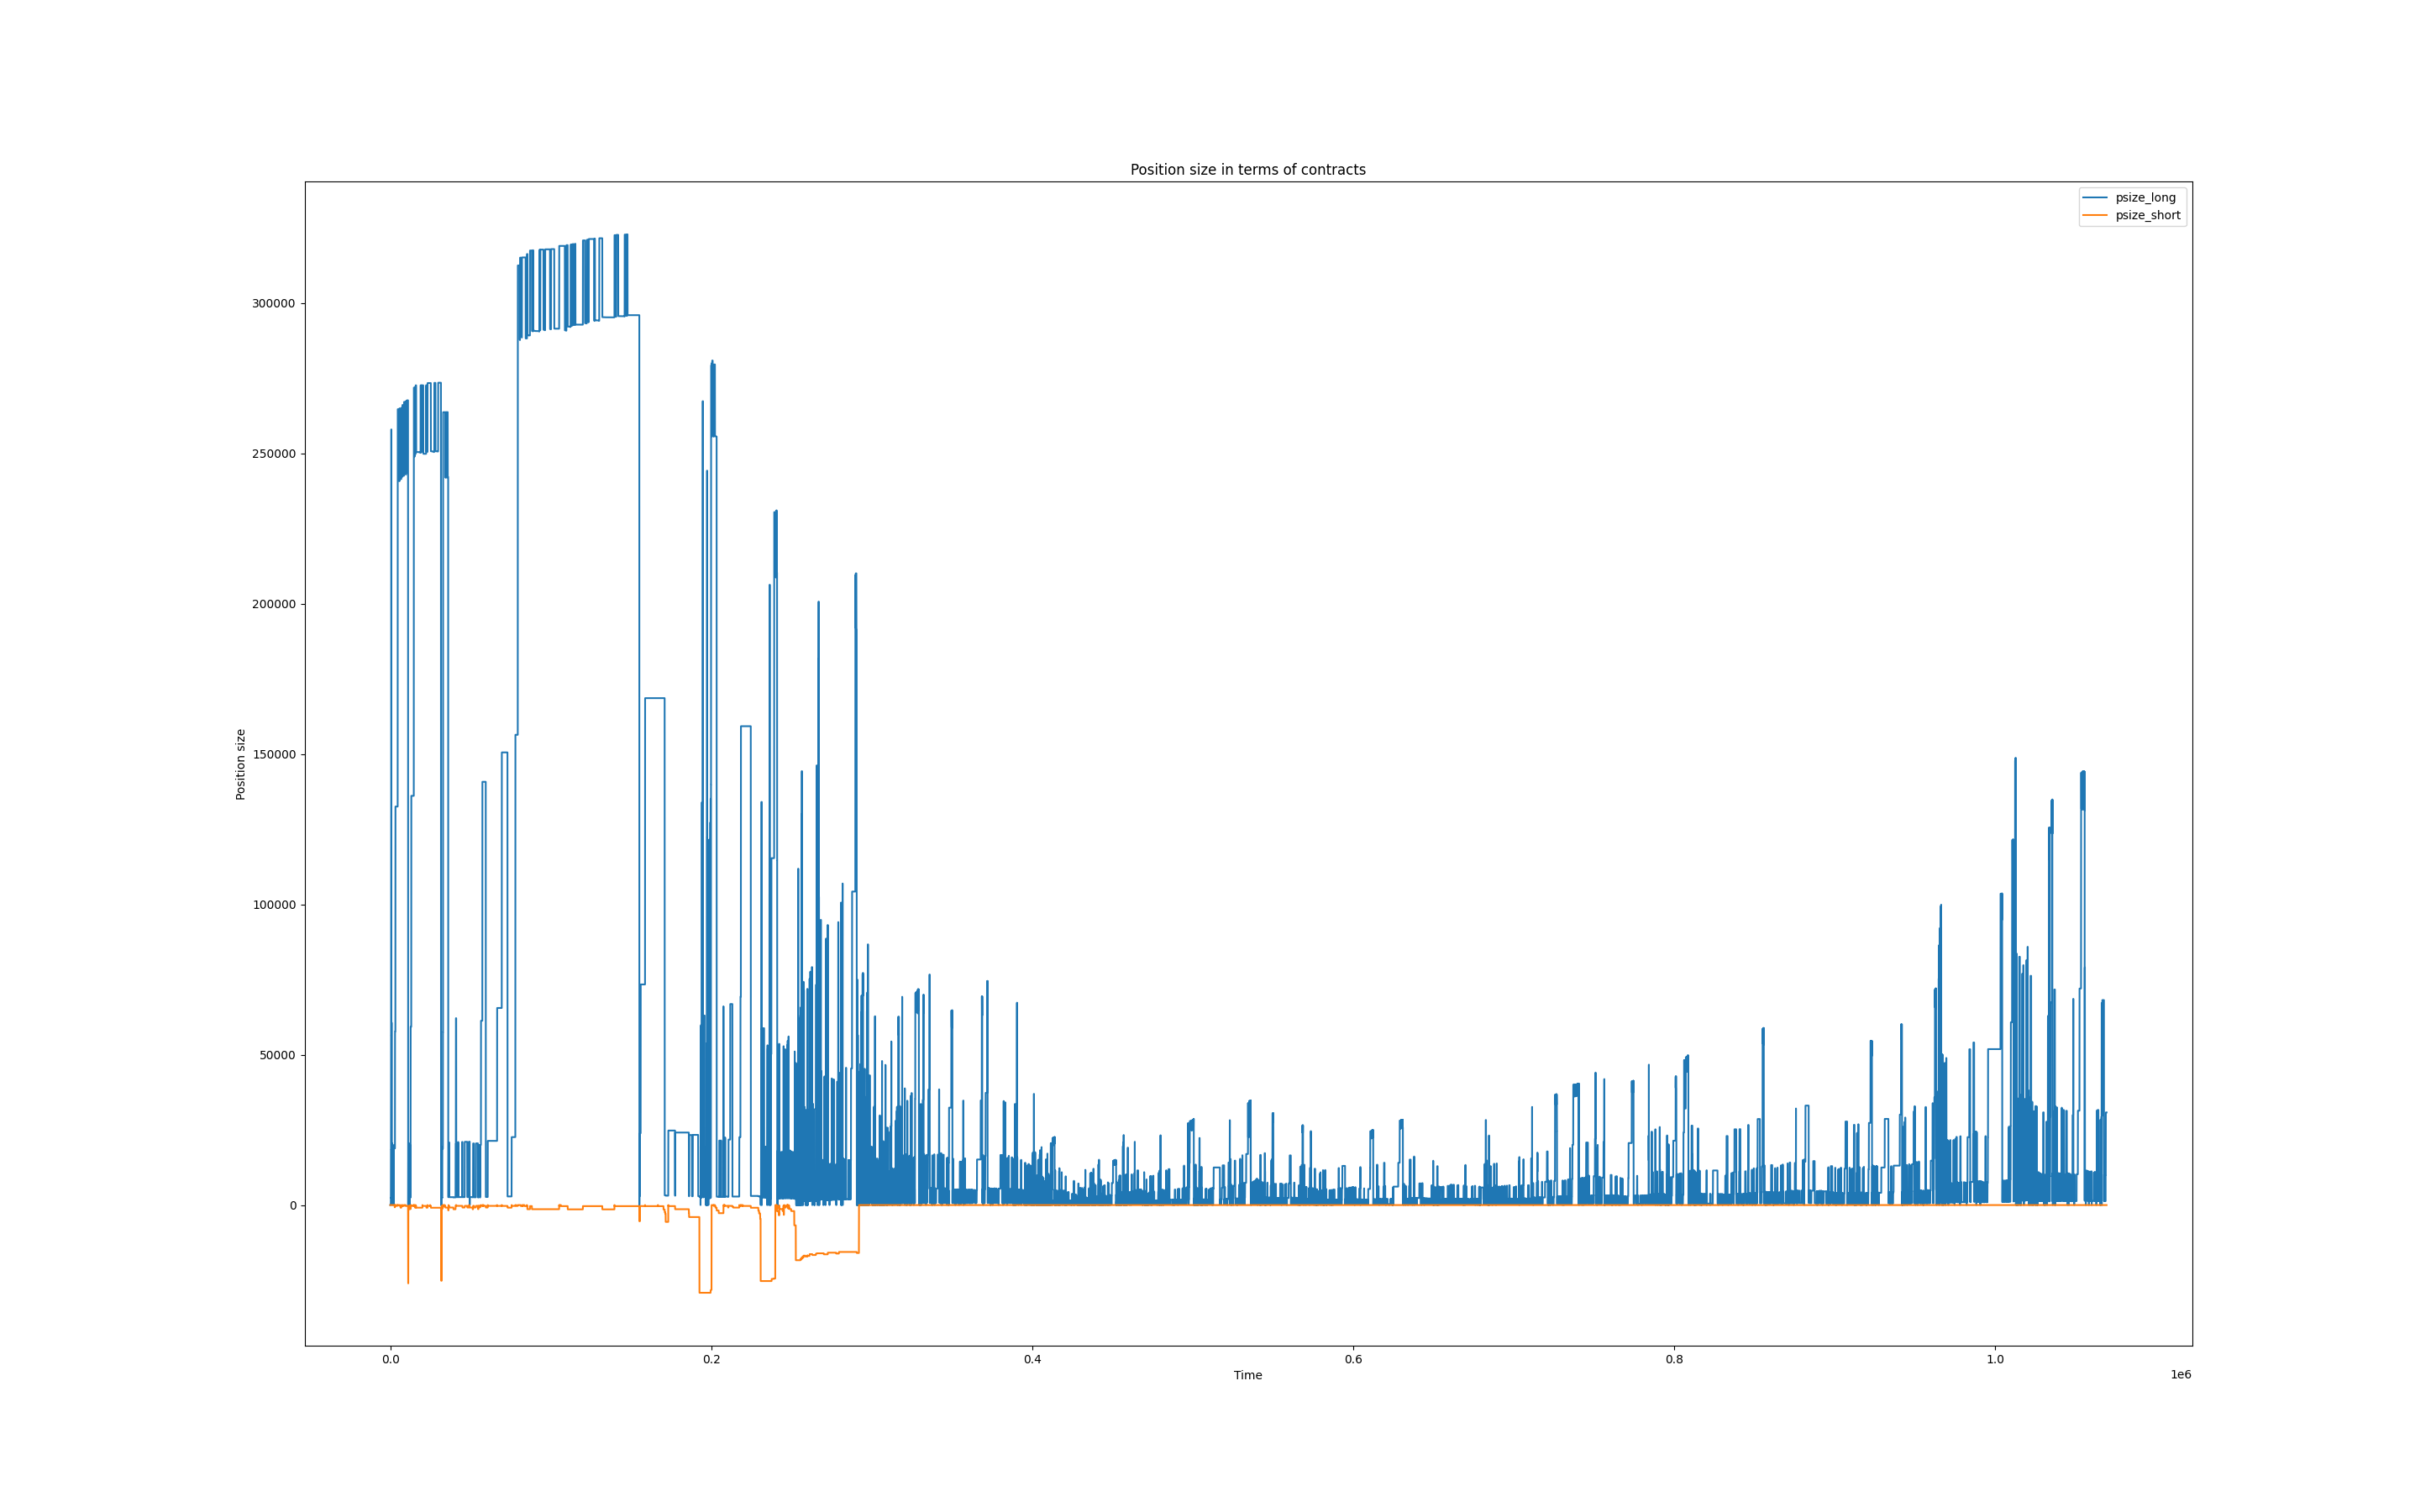 Position size in terms of contracts
psize_long
psize_short
300000
250000
200000
150000
100000
50000
0
Position size
0.0
0.2
0.4
0.6
0.8
1.0
Time
1e6